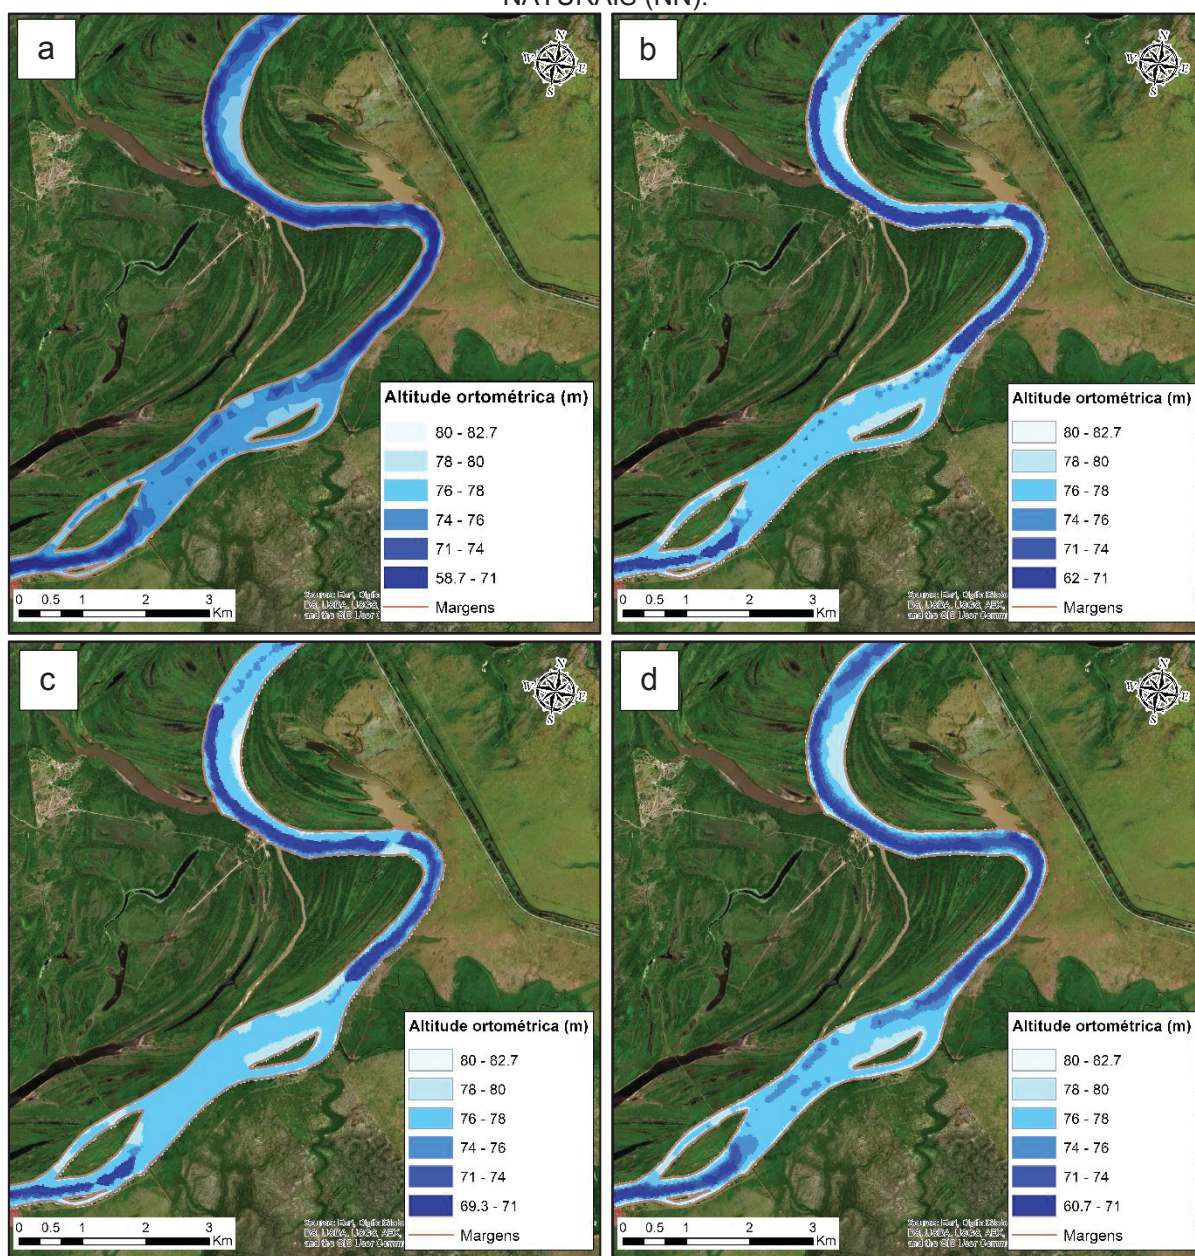 NATURAIS (NN).
a
N
W
E
S
Altitude ortométrica (m)
80 - 82.7
78 - 80
76 - 78
74 - 76
71 - 74
58.7 - 71
Margens
0 0.5 1 2 3
Km
b
N
W
E
S
Altitude ortométrica (m)
80 - 82.7
78 - 80
76 - 78
74 - 76
71 - 74
62 - 71
Margens
0 0.5 1 2 3
Km
c
N
W
E
S
Altitude ortométrica (m)
80 - 82.7
78 - 80
76 - 78
74 - 76
71 - 74
69.3 - 71
Margens
0 0.5 1 2 3
Km
d
N
W
E
S
Altitude ortométrica (m)
80 - 82.7
78 - 80
76 - 78
74 - 76
71 - 74
60.7 - 71
Margens
0 0.5 1 2 3
Km